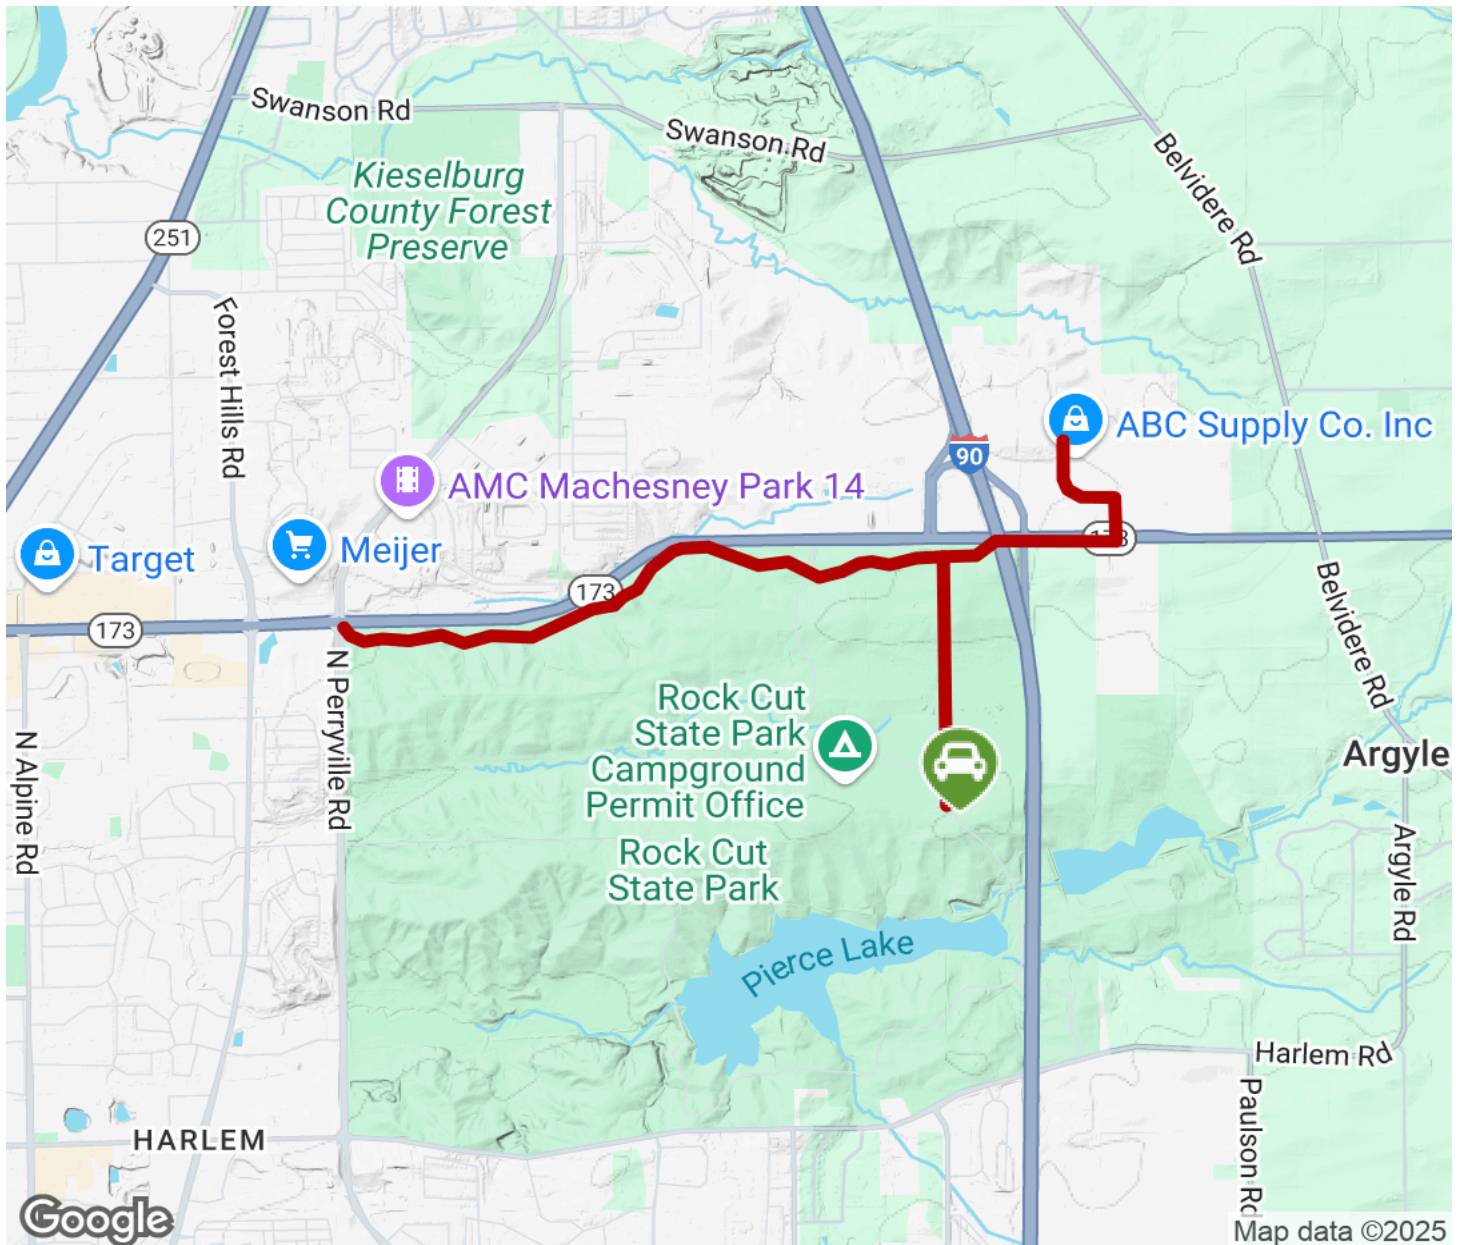 Swanson Rd
Swanson Rd
Belvidere Rd
Kieselburg
County Forest
Preserve
251
Forest Hills Rd
ABC Supply Co. Inc
90
AMC Machesney Park 14
Target
Meijer
173
173
173
Belvidere Rd
N Perryville Rd
N Alpine Rd
Rock Cut
State Park
Campground
Permit Office
Argyle
Rock Cut
State Park
Argyle Rd
Pierce Lake
Harlem Rd
Paulson Rd
HARLEM
Google
Map data ©2025